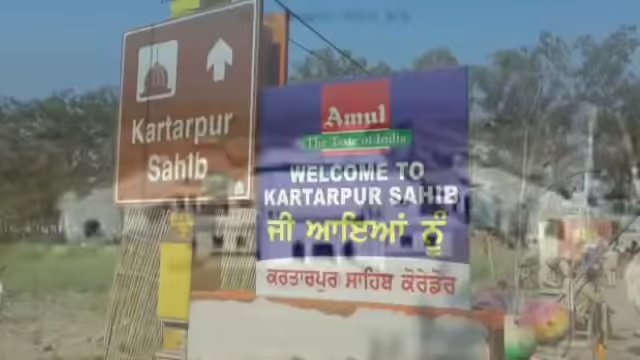 Kartarpur
Sahib
Amul
The Taste of India
WELCOME TO
KARTARPUR SAHIB
ਜੀ ਆਇਆਂ ਨੂੰ
ਕਰਤਾਰਪੁਰ ਸਾਹਿਬ ਕੋਰੀਡੋਰ